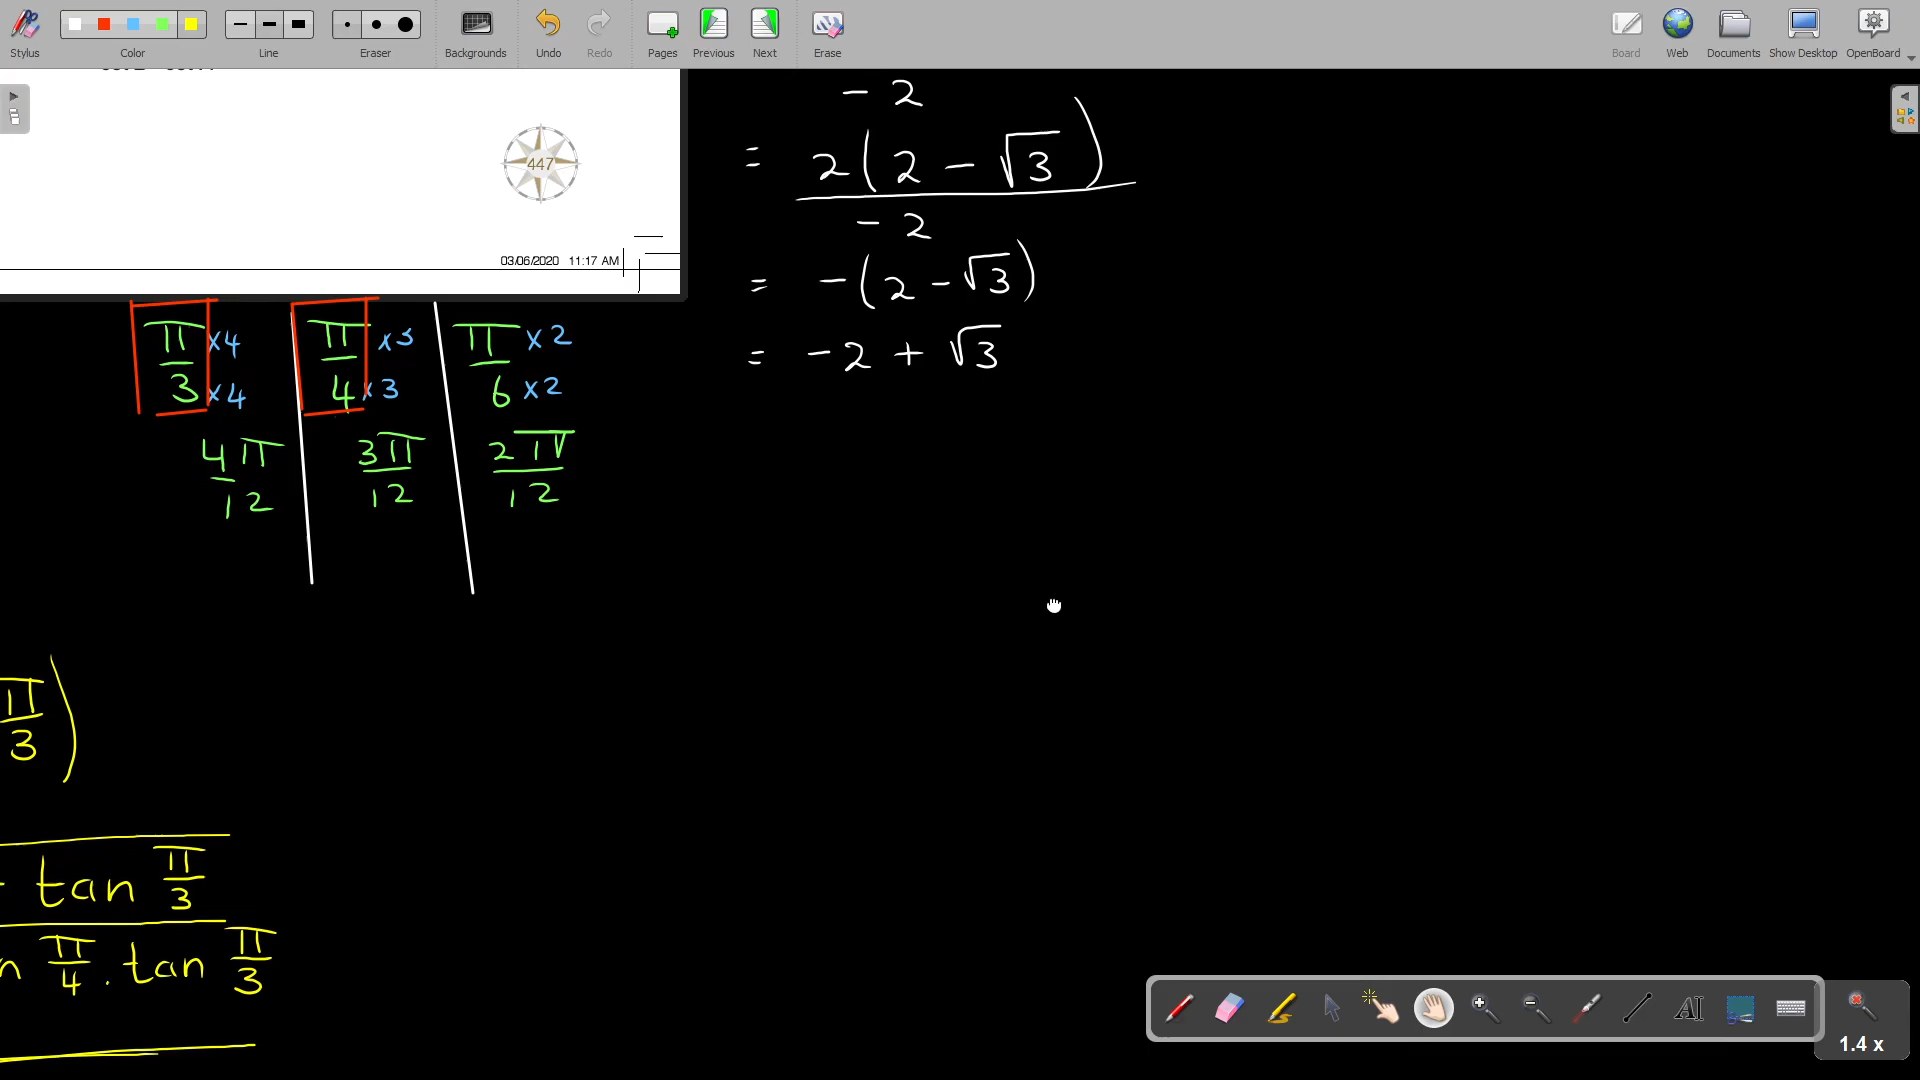 Stylus
Color
Line
Eraser
Backgrounds
Undo
Redo
Pages
Previous
Next
Erase
Board
Web
Documents
Show Desktop
OpenBoard
447
03/06/2020 11:17 AM
- 2
= 2(2 - √3)
- 2
= -(2 - √3)
= -2 + √3
π ×4
3 ×4
4π
12
π ×3
4 ×3
3π
12
π ×2
6 ×2
2π
12
π
3 )
tan π
3
π
4 . tan π
3
1.4 x